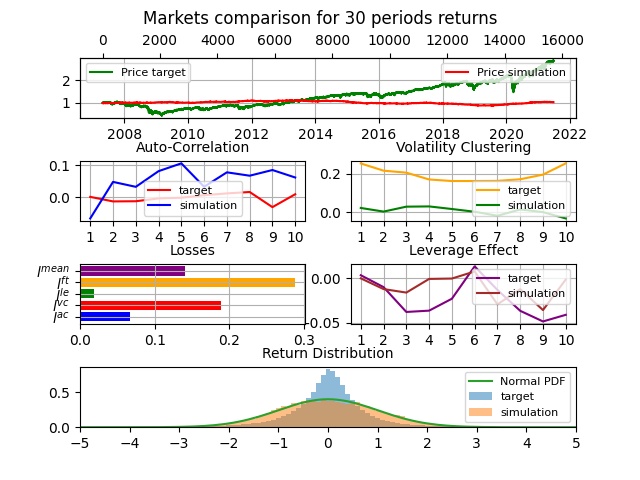 Markets comparison for 30 periods returns
0 2000 4000 6000 8000 10000 12000 14000 16000
Price target
Price simulation
2
1
2008 2010 2012 2014 2016 2018 2020 2022
Auto-Correlation
Volatility Clustering
0.1
0.0
target
simulation
1 2 3 4 5 6 7 8 9 10
0.2
0.0
target
simulation
1 2 3 4 5 6 7 8 9 10
Losses
Leverage Effect
l^mean
l^ft
l^le
l^vc
l^ac
0.0 0.1 0.2 0.3
0.00
−0.05
target
simulation
1 2 3 4 5 6 7 8 9 10
Return Distribution
0.5
0.0
Normal PDF
target
simulation
−5 −4 −3 −2 −1 0 1 2 3 4 5